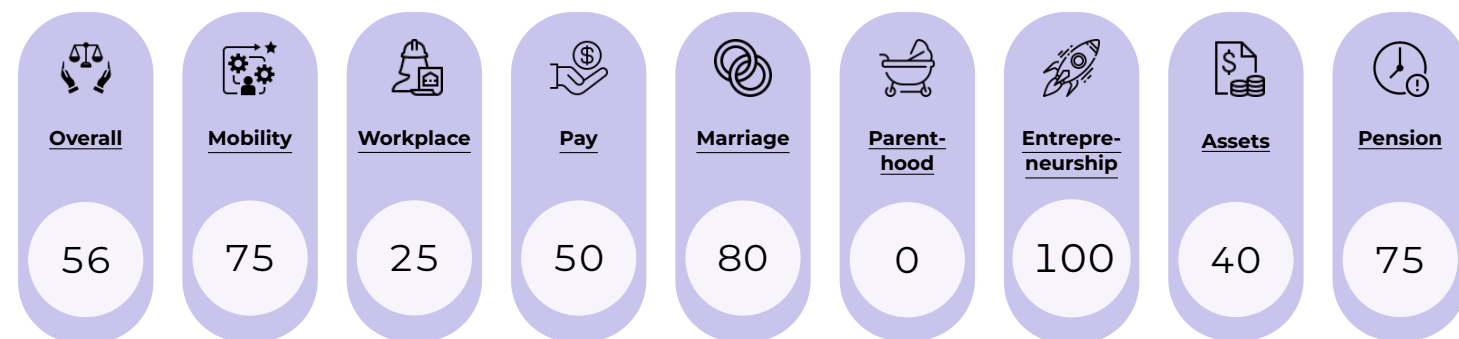 Overall
56
Mobility
75
Workplace
25
Pay
$
50
Marriage
80
Parent-
hood
0
Entrepre-
neurship
100
$
Assets
40
!
Pension
75